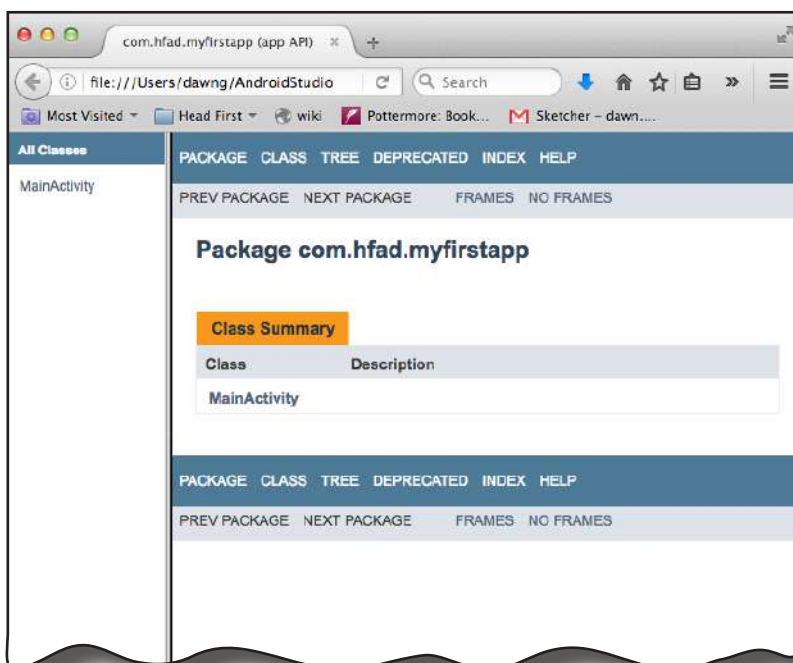 com.hfad.myfirstapp (app API)
file:///Users/dawng/AndroidStudio
Search
Most Visited
Head First
wiki
Pottermore: Book...
Sketcher – dawn....
All Classes
MainActivity
PACKAGE CLASS TREE DEPRECATED INDEX HELP
PREV PACKAGE NEXT PACKAGE FRAMES NO FRAMES
Package com.hfad.myfirstapp
Class Summary
Class Description
MainActivity
PACKAGE CLASS TREE DEPRECATED INDEX HELP
PREV PACKAGE NEXT PACKAGE FRAMES NO FRAMES